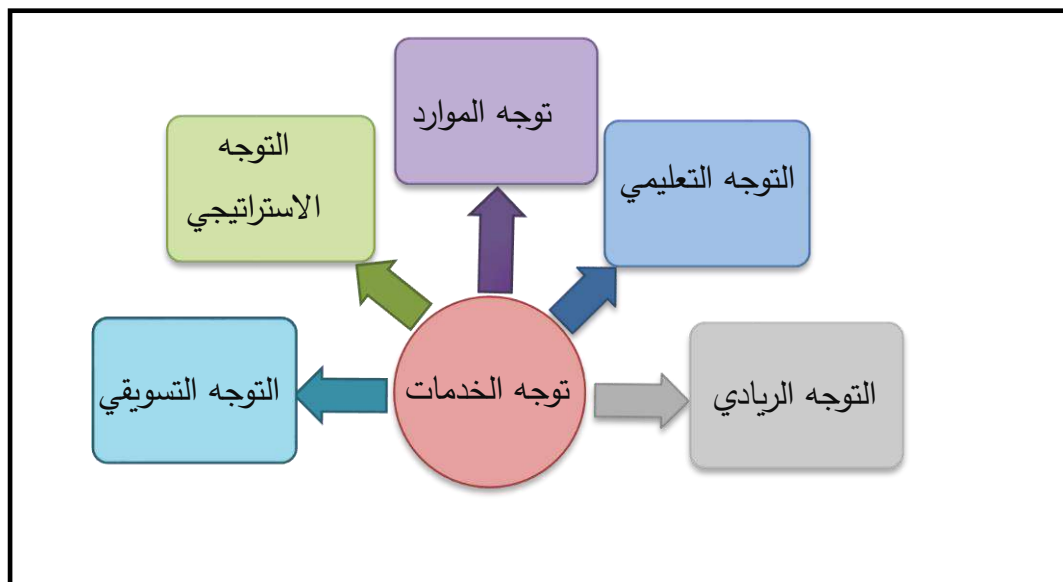 توجه الموارد
التوجه التعليمي
التوجه
الاستراتيجي
التوجه الريادي
توجه الخدمات
التوجه التسويقي